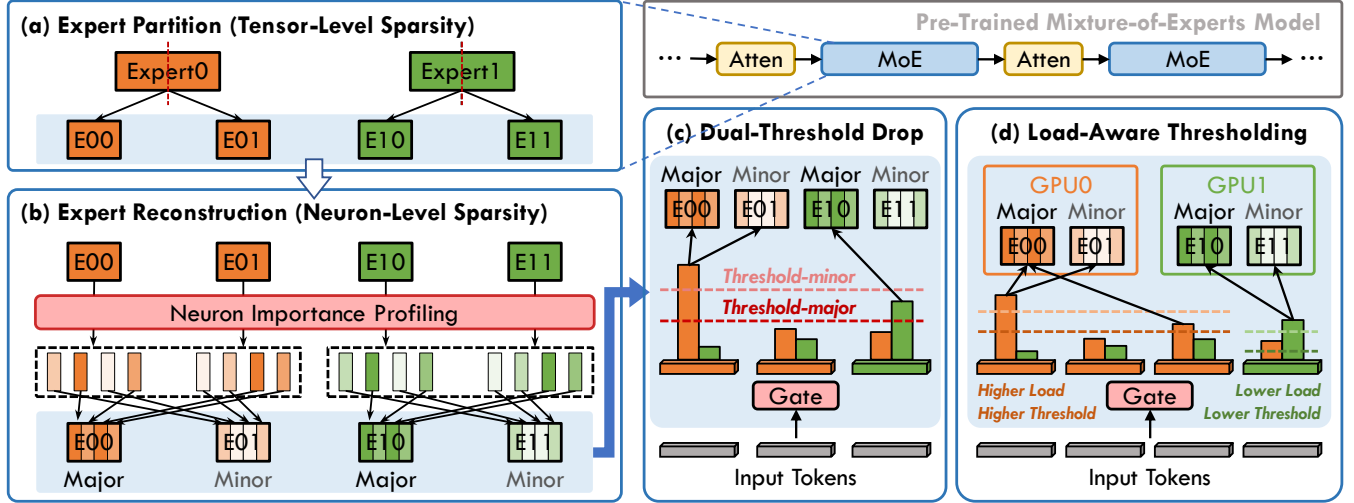 (a) Expert Partition (Tensor-Level Sparsity)
Expert0
Expert1
E00
E01
E10
E11
Pre-Trained Mixture-of-Experts Model
...
Atten
MoE
Atten
MoE
...
(b) Expert Reconstruction (Neuron-Level Sparsity)
E00
E01
E10
E11
Neuron Importance Profiling
E00
E01
E10
E11
Major
Minor
Major
Minor
(c) Dual-Threshold Drop
Major
Minor
Major
Minor
E00
E01
E10
E11
Threshold-minor
Threshold-major
Gate
Input Tokens
(d) Load-Aware Thresholding
GPU0
GPU1
Major
Minor
Major
Minor
E00
E01
E10
E11
Higher Load
Higher Threshold
Gate
Lower Load
Lower Threshold
Input Tokens